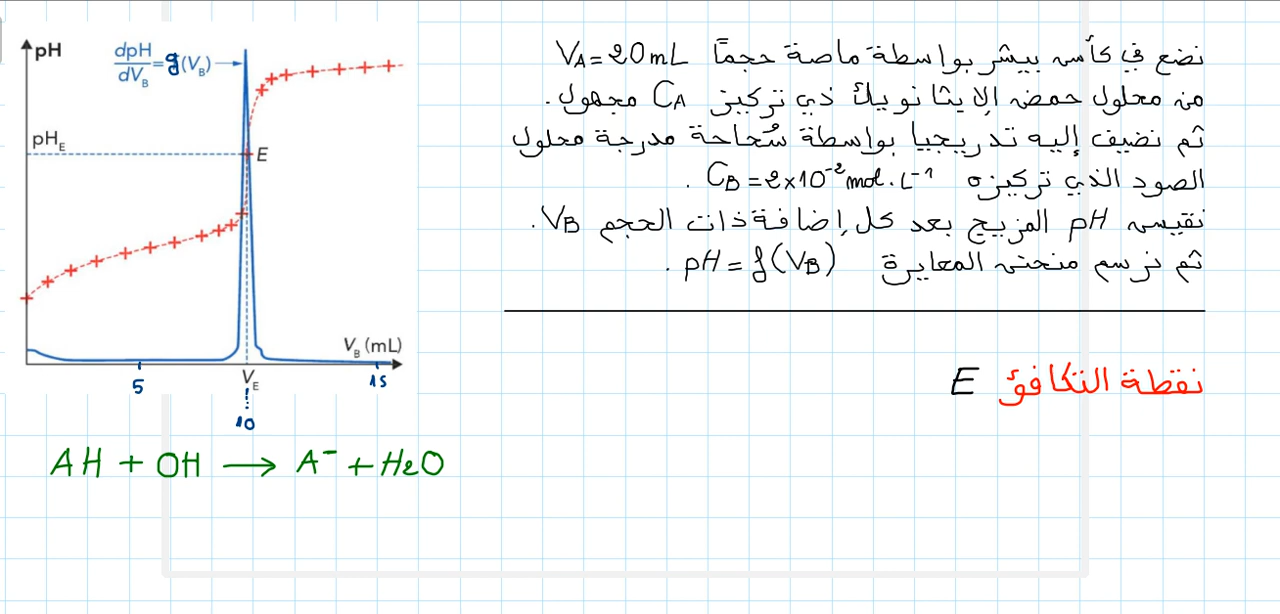 نضع في كأس بيشر بواسطة ماصة حجماً VA = 20 mL
من محلول حمض الإيثانويك ذي تركيز CA مجهول.
ثم نضيف إليه تدريجيا بواسطة سُحاحة مدرجة محلول
الصود الذي تركيزه CB = 2×10⁻² mol.L⁻¹ .
نقيس pH المزيج بعد كل إضافة ذات الحجم VB.
ثم نرسم منحنى المعايرة pH = f(VB) .
نقطة التكافؤ E
pH
dpH/dVB = g(VB)
pHE
E
VB (mL)
5
VE
15
10
AH + OH → A⁻ + H2O